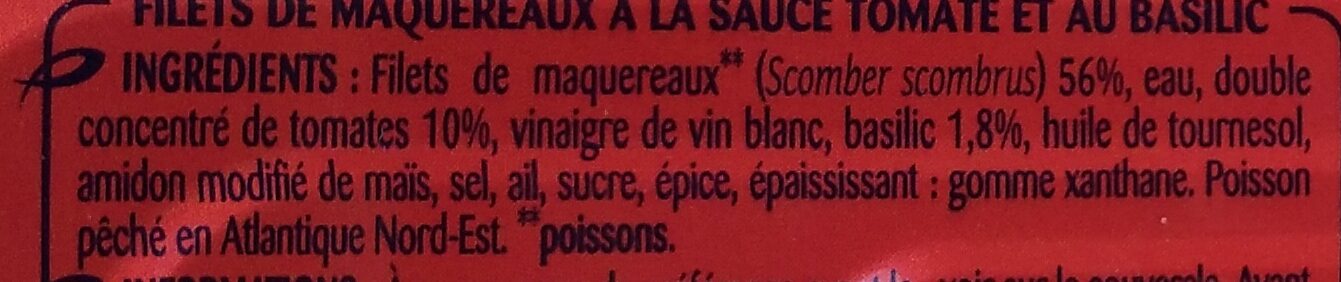 FILETS DE MAQUEREAUX À LA SAUCE TOMATE ET AU BASILIC
INGRÉDIENTS : Filets de maquereaux** (Scomber scombrus) 56%, eau, double
concentré de tomates 10%, vinaigre de vin blanc, basilic 1,8%, huile de tournesol,
amidon modifié de maïs, sel, ail, sucre, épice, épaississant : gomme xanthane. Poisson
pêché en Atlantique Nord-Est. **poissons.